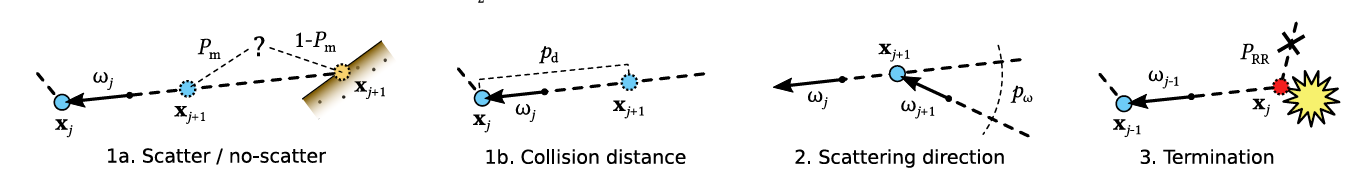 P_m ? 1-P_m
ω_j
x_j x_{j+1} x_{j+1}
1a. Scatter / no-scatter
p_d
x_j ω_j x_{j+1}
1b. Collision distance
x_{j+1}
ω_j ω_{j+1} p_ω
2. Scattering direction
P_RR
ω_{j-1}
x_{j-1} x_j
3. Termination